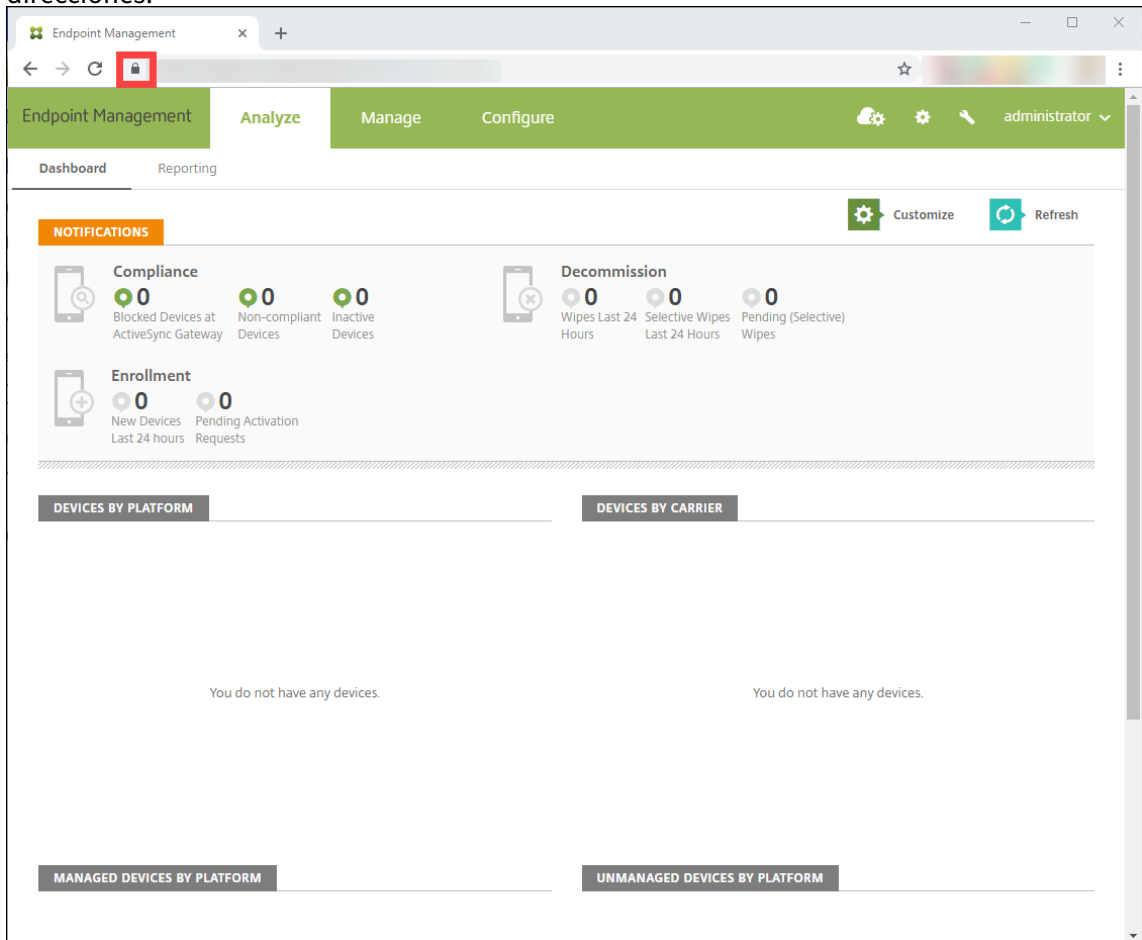 direcciones.
Endpoint Management
Endpoint Management Analyze Manage Configure administrator
Dashboard Reporting
Customize Refresh
NOTIFICATIONS
Compliance
0 0 0
Blocked Devices at Non-compliant Inactive
ActiveSync Gateway Devices Devices
Decommission
0 0 0
Wipes Last 24 Selective Wipes Pending (Selective)
Hours Last 24 Hours Wipes
Enrollment
0 0
New Devices Pending Activation
Last 24 hours Requests
DEVICES BY PLATFORM DEVICES BY CARRIER
You do not have any devices. You do not have any devices.
MANAGED DEVICES BY PLATFORM UNMANAGED DEVICES BY PLATFORM